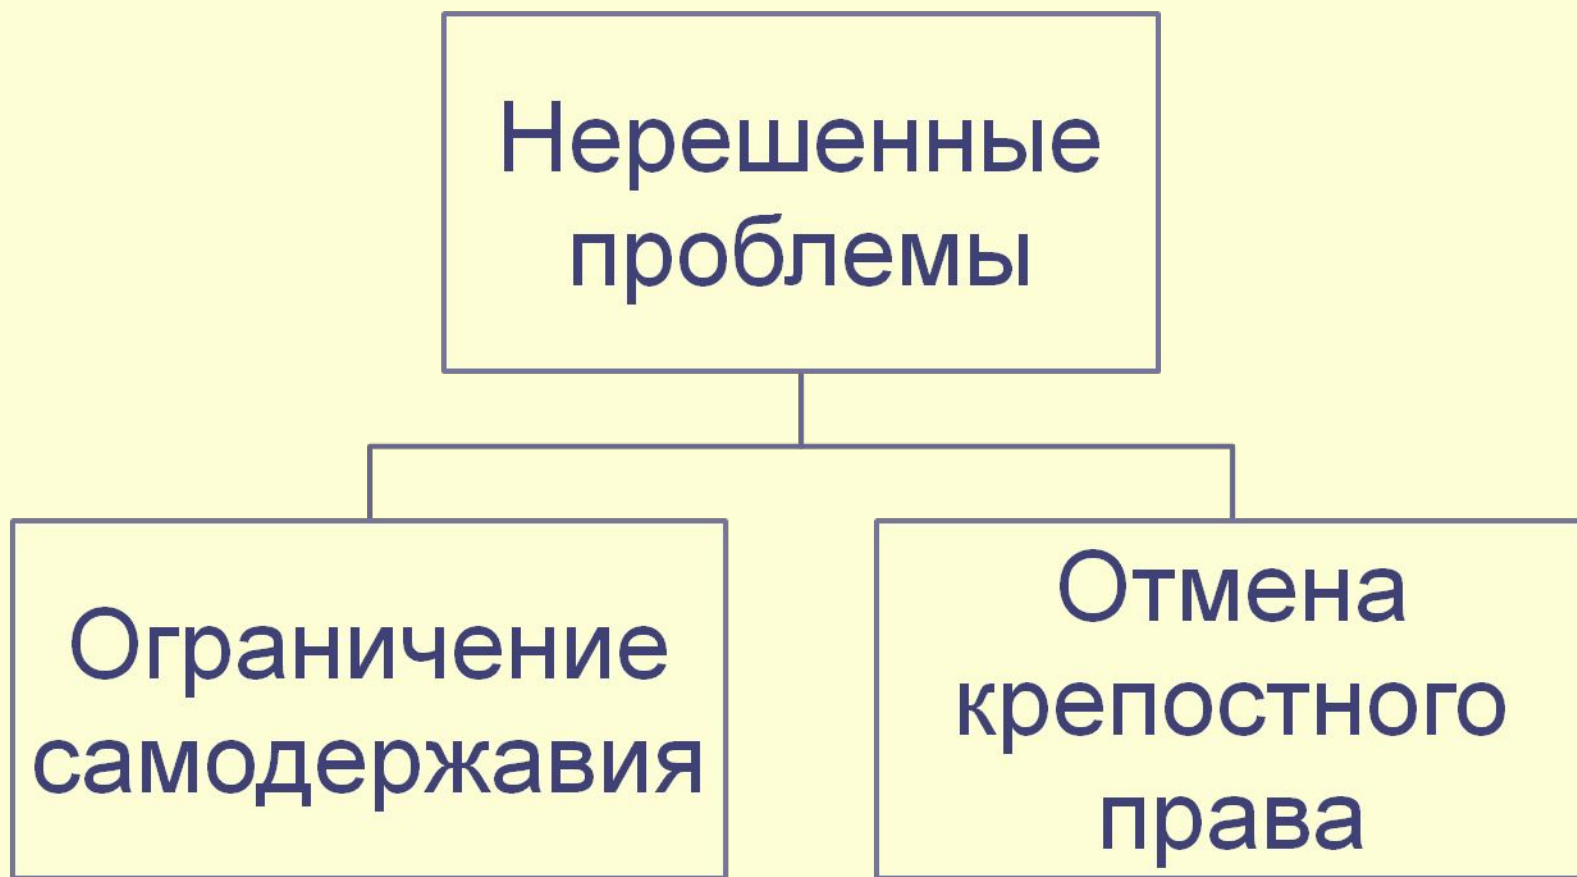 Нерешенные
проблемы
Ограничение
самодержавия
Отмена
крепостного
права